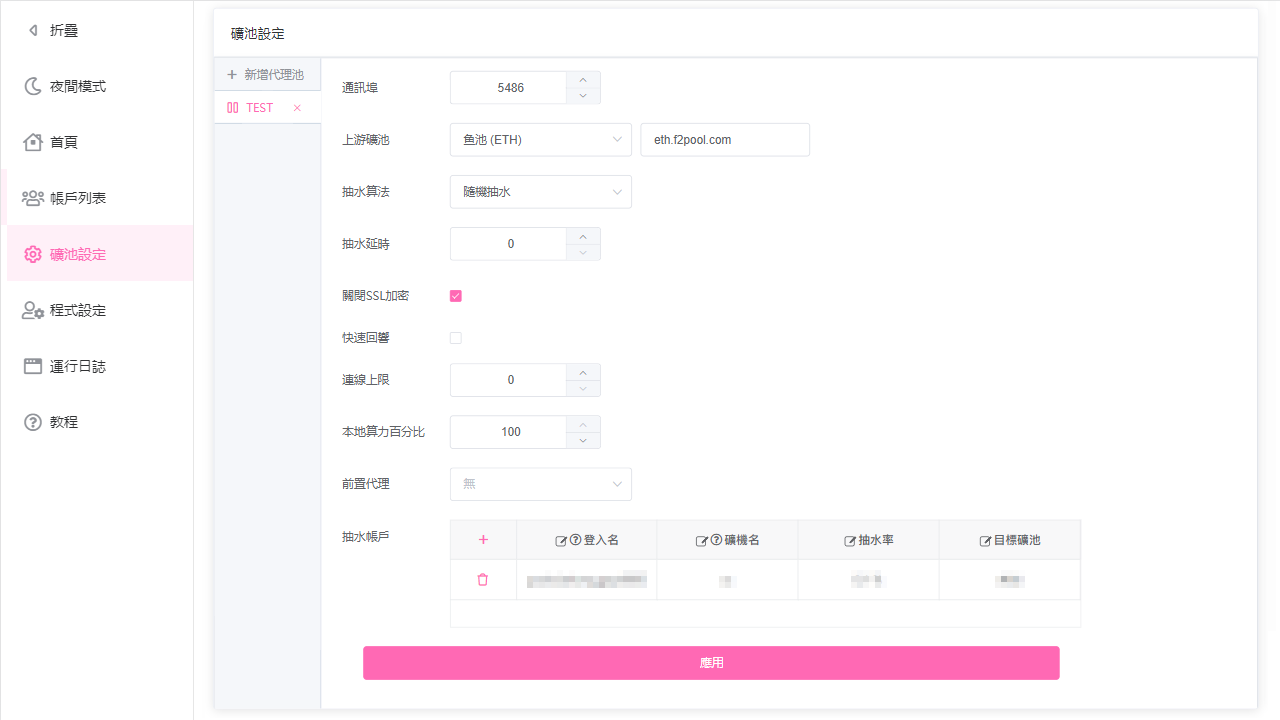 折疊
夜間模式
首頁
帳戶列表
礦池設定
程式設定
運行日誌
教程
礦池設定
新增代理池
TEST
通訊埠 5486
上游礦池 鱼池 (ETH) eth.f2pool.com
抽水算法 隨機抽水
抽水延時 0
關閉SSL加密
快速回響
連線上限 0
本地算力百分比 100
前置代理 無
抽水帳戶 登入名 礦機名 抽水率 目標礦池
應用